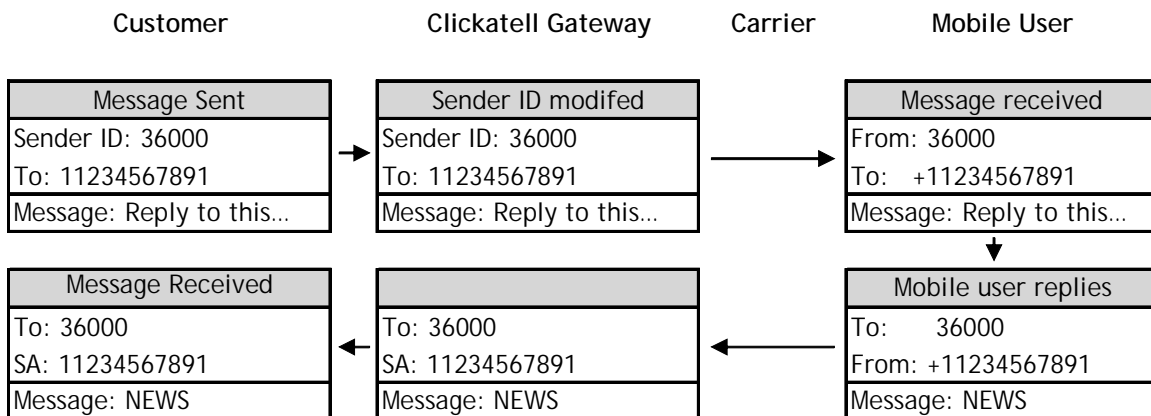 Customer Clickatell Gateway Carrier Mobile User
Message Sent
Sender ID: 36000
To: 11234567891
Message: Reply to this...
Sender ID modifed
Sender ID: 36000
To: 11234567891
Message: Reply to this...
Message received
From: 36000
To: +11234567891
Message: Reply to this...
Message Received
To: 36000
SA: 11234567891
Message: NEWS
To: 36000
SA: 11234567891
Message: NEWS
Mobile user replies
To: 36000
From: +11234567891
Message: NEWS